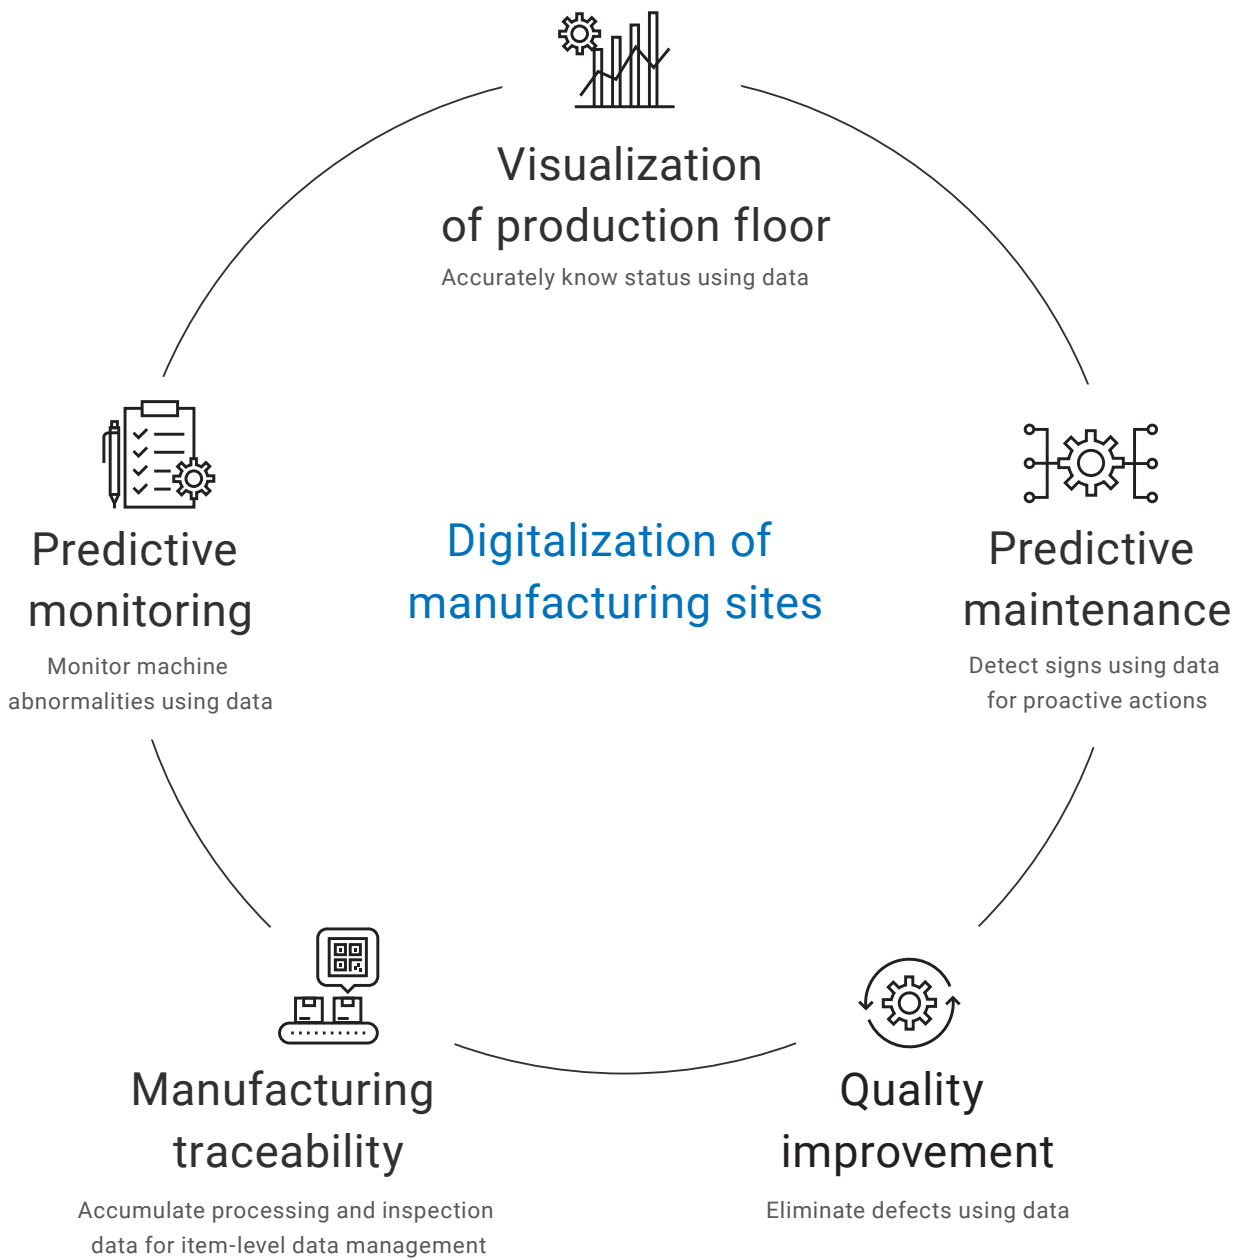 Visualization
of production floor
Accurately know status using data
Predictive
monitoring
Monitor machine
abnormalities using data
Digitalization of
manufacturing sites
Predictive
maintenance
Detect signs using data
for proactive actions
Manufacturing
traceability
Accumulate processing and inspection
data for item-level data management
Quality
improvement
Eliminate defects using data